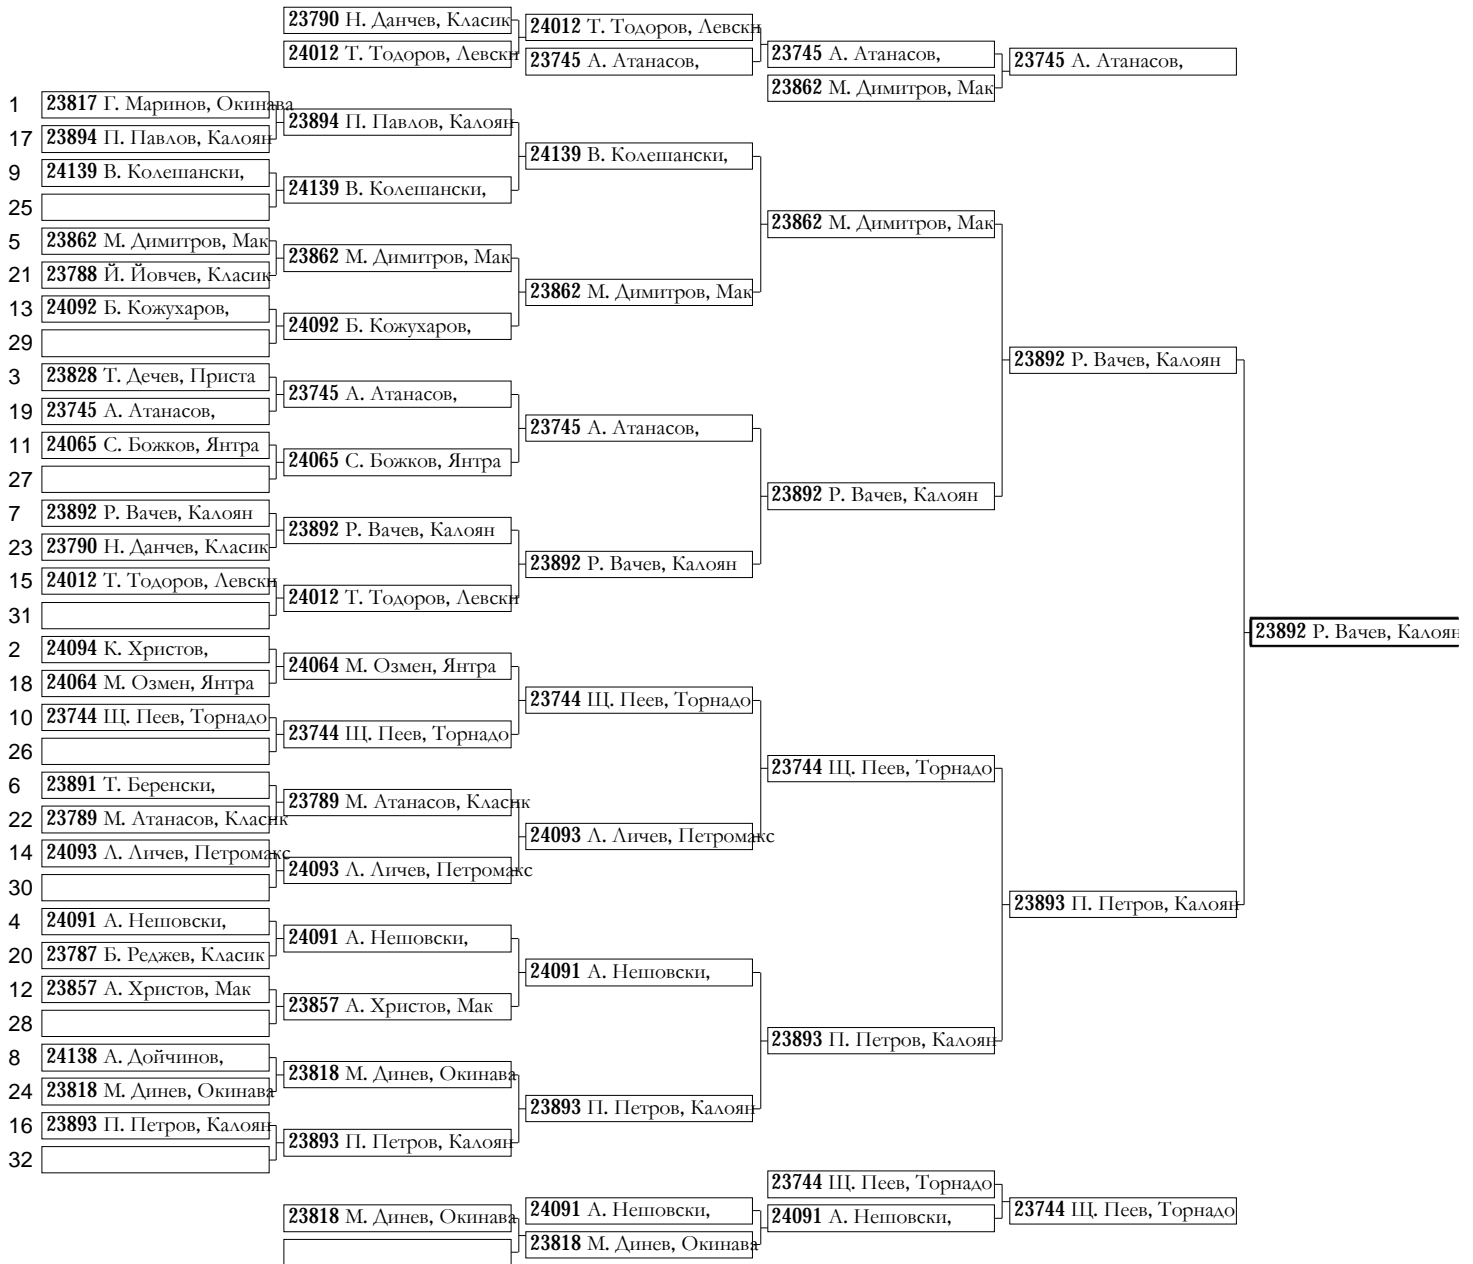 23790 Н. Данчев, Класик
24012 Т. Тодоров, Левски
24012 Т. Тодоров, Левски
23745 А. Атанасов,
23745 А. Атанасов,
23862 М. Димитров, Мак
23745 А. Атанасов,
1 23817 Г. Маринов, Окинава
17 23894 П. Павлов, Калоян
9 24139 В. Колешански,
25
5 23862 М. Димитров, Мак
21 23788 Й. Йовчев, Класик
13 24092 Б. Кожухаров,
29
3 23828 Т. Дечев, Приста
19 23745 А. Атанасов,
11 24065 С. Божков, Янтра
27
7 23892 Р. Вачев, Калоян
23 23790 Н. Данчев, Класик
15 24012 Т. Тодоров, Левски
31
2 24094 К. Христов,
18 24064 М. Озмен, Янтра
10 23744 Щ. Пеев, Торнадо
26
6 23891 Т. Беренски,
22 23789 М. Атанасов, Класик
14 24093 Л. Личев, Петромакс
30
4 24091 А. Нешовски,
20 23787 Б. Реджев, Класик
12 23857 А. Христов, Мак
28
8 24138 А. Дойчинов,
24 23818 М. Динев, Окинава
16 23893 П. Петров, Калоян
32
23894 П. Павлов, Калоян
24139 В. Колешански,
23862 М. Димитров, Мак
24092 Б. Кожухаров,
23745 А. Атанасов,
24065 С. Божков, Янтра
23892 Р. Вачев, Калоян
24012 Т. Тодоров, Левски
24064 М. Озмен, Янтра
23744 Щ. Пеев, Торнадо
23789 М. Атанасов, Класик
24093 Л. Личев, Петромакс
24091 А. Нешовски,
23857 А. Христов, Мак
23818 М. Динев, Окинава
23893 П. Петров, Калоян
24139 В. Колешански,
23862 М. Димитров, Мак
23745 А. Атанасов,
23892 Р. Вачев, Калоян
23744 Щ. Пеев, Торнадо
24093 Л. Личев, Петромакс
24091 А. Нешовски,
23893 П. Петров, Калоян
23862 М. Димитров, Мак
23892 Р. Вачев, Калоян
23744 Щ. Пеев, Торнадо
23893 П. Петров, Калоян
23892 Р. Вачев, Калоян
23893 П. Петров, Калоян
23892 Р. Вачев, Калоян
23818 М. Динев, Окинава
24091 А. Нешовски,
23818 М. Динев, Окинава
23744 Щ. Пеев, Торнадо
24091 А. Нешовски,
23744 Щ. Пеев, Торнадо